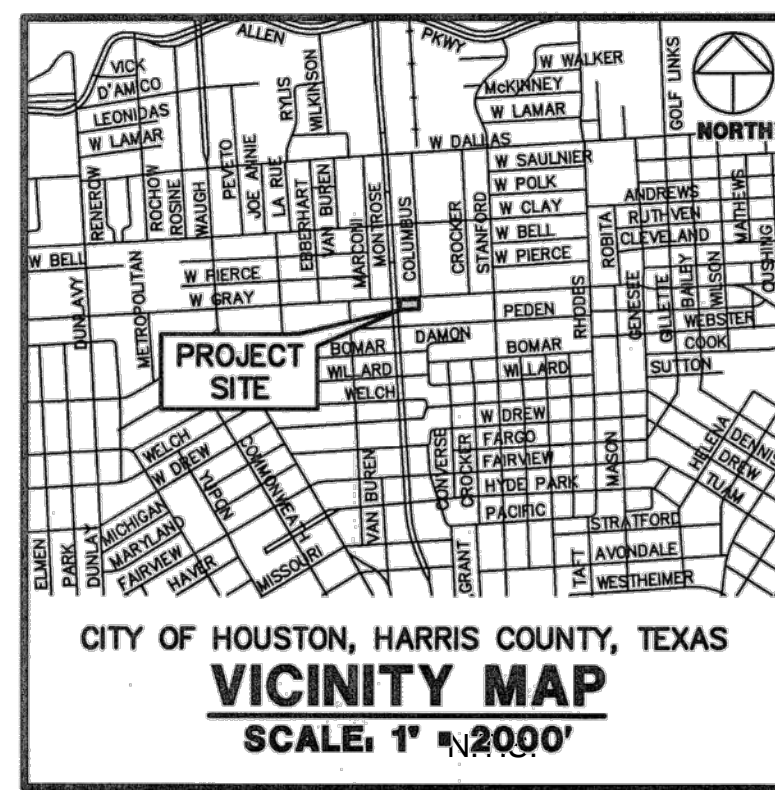 ALLEN
PKWY
GOLF LINKS
NORTH
VICK
D'AMICO
LEONIDAS
W LAMAR
RYLIS
WILKINSON
W WALKER
McKINNEY
W LAMAR
W DALLAS
RENEROW
ROCHOW
ROSINE
WAUGH
PEVETO
JOE ANNIE
LA RUE
EBBERHART
VAN BUREN
MARCONI
MONTROSE
COLUMBUS
CROCKER
STANFORD
W SAULNIER
W POLK
W CLAY
W BELL
W PIERCE
ROBITA
ANDREWS
RUTHVEN
CLEVELAND
MATHEWS
CUSHING
W BELL
DUNLAVY
METROPOLITAN
W PIERCE
W GRAY
RHODES
GENESEE
GILLETTE
BAILEY
WILSON
PEDEN
WEBSTER
COOK
SUTTON
PROJECT
SITE
BOMAR
DAMON
BOMAR
WILLARD
WILLARD
WELCH
WELCH
W DREW
YUPON
COMMONWEATH
VAN BUREN
CONVERSE
CROCKER
W DREW
FARGO
FAIRVIEW
HYDE PARK
PACIFIC
MASON
HELENA
DENNIS
DREW
TUAM
ELMEN
PARK
DUNLAY
MICHIGAN
MARYLAND
FAIRVIEW
HAVER
MISSOURI
GRANT
TAFT
STRATFORD
AVONDALE
WESTHEIMER
CITY OF HOUSTON, HARRIS COUNTY, TEXAS
VICINITY MAP
SCALE: 1" = 2000'
N.T.S.